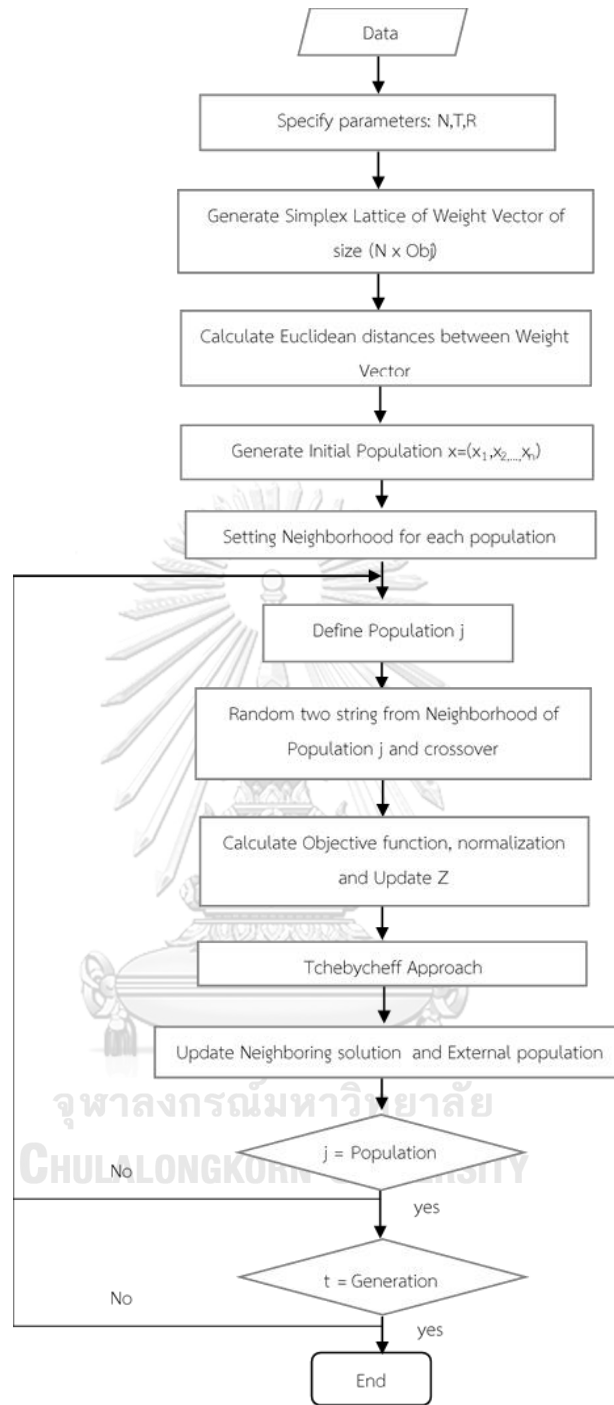 Data
Specify parameters: N,T,R
Generate Simplex Lattice of Weight Vector of
size (N x Obj)
Calculate Euclidean distances between Weight
Vector
Generate Initial Population x=(x₁,x₂,...,xₙ)
Setting Neighborhood for each population
Define Population j
Random two string from Neighborhood of
Population j and crossover
Calculate Objective function, normalization
and Update Z
Tchebycheff Approach
Update Neighboring solution and External population
จุฬาลงกรณ์มหาวิทยาลัย
j = Population
CHULALONGKORN UNIVERSITY
No
yes
t = Generation
No
yes
End